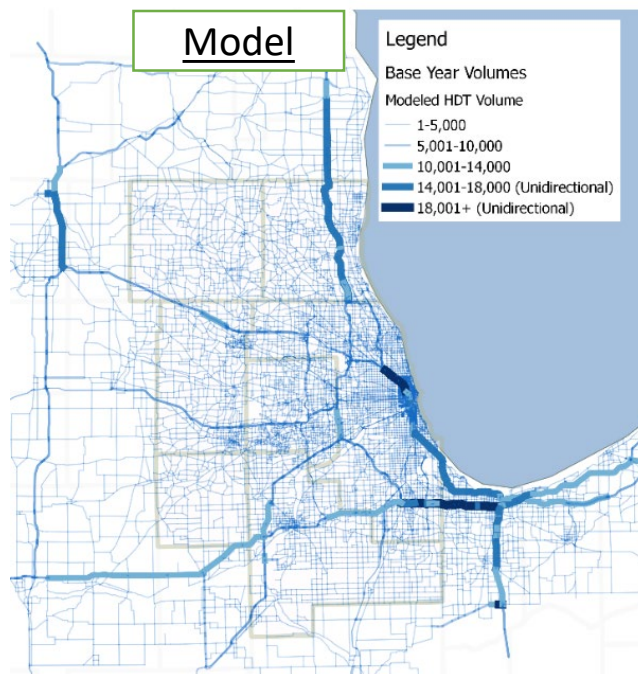 Model
Legend
Base Year Volumes
Modeled HDT Volume
1-5,000
5,001-10,000
10,001-14,000
14,001-18,000 (Unidirectional)
18,001+ (Unidirectional)